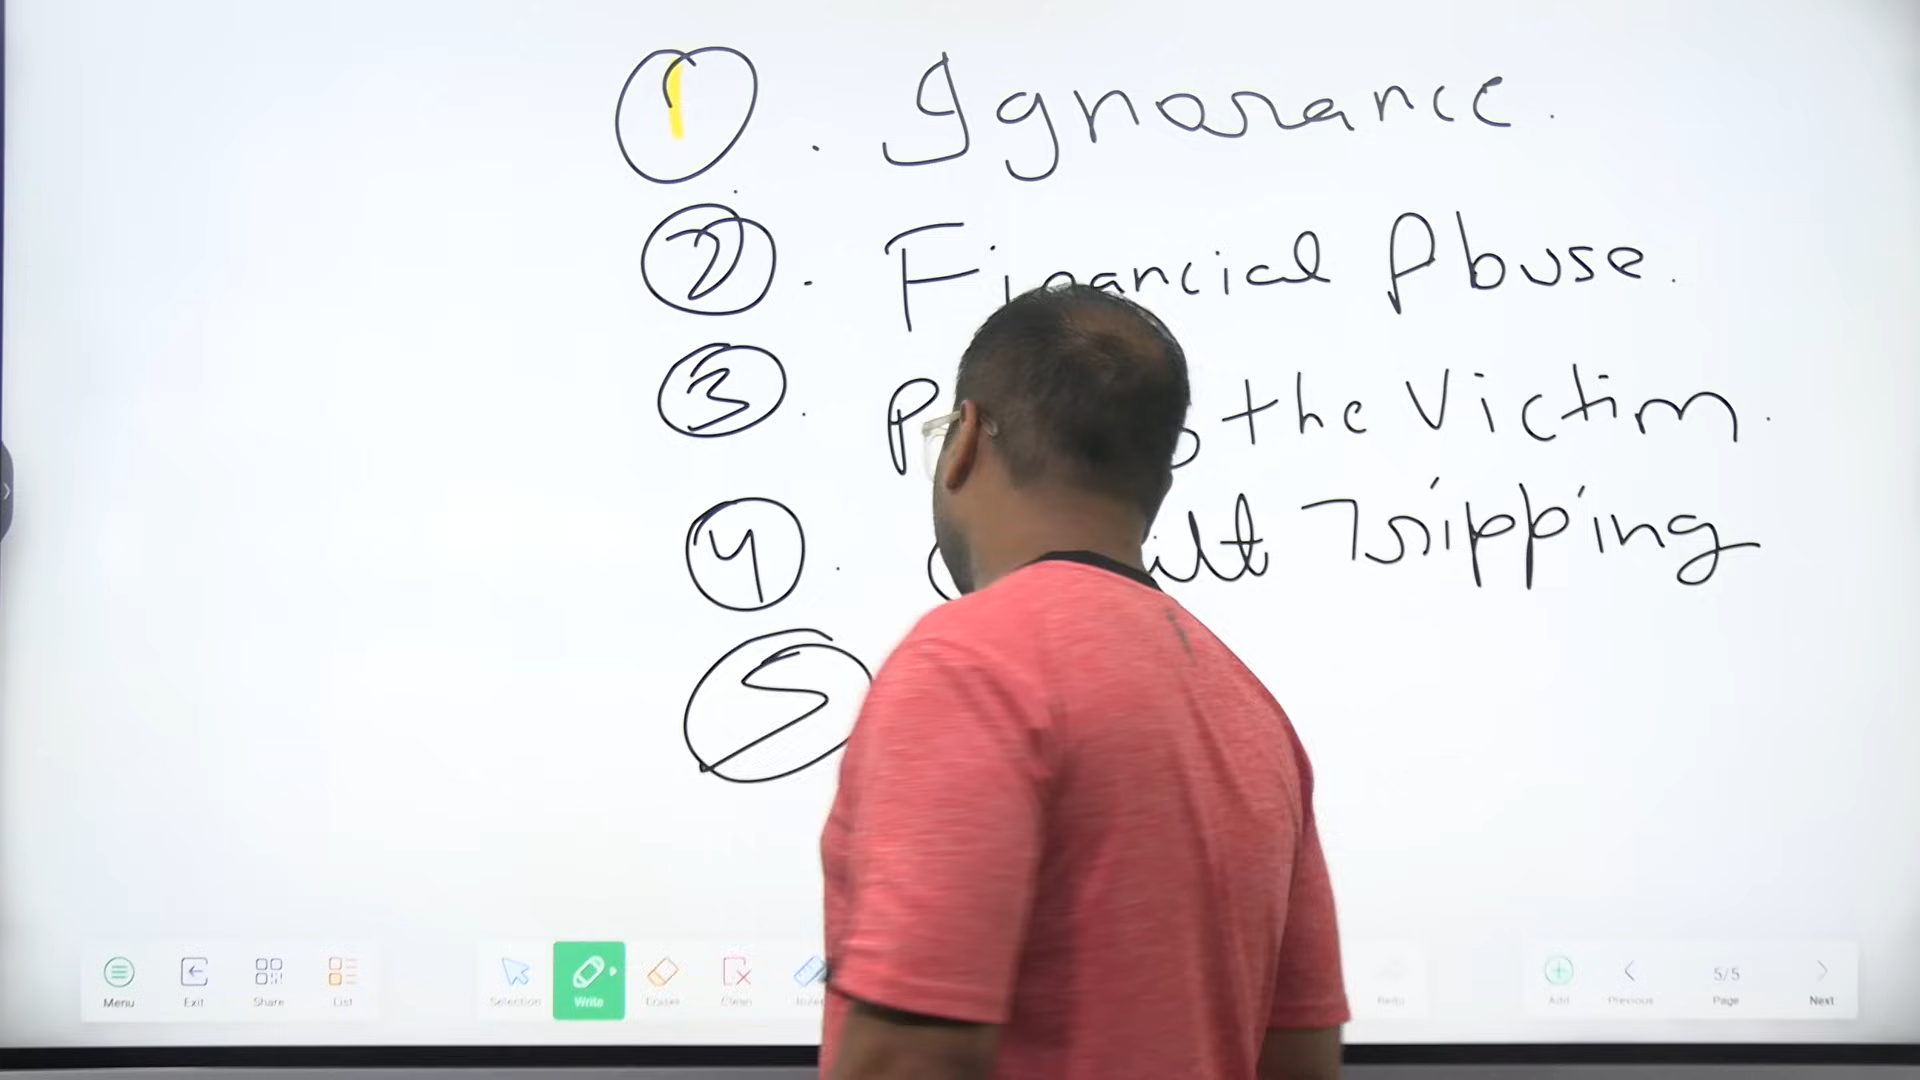 1. Ignorance.
2. Financial Abuse.
3. the Victim.
4. Tripping
5
Menu Exit Share List Selection Write Eraser Clean Add Previous 5/5 Page Next